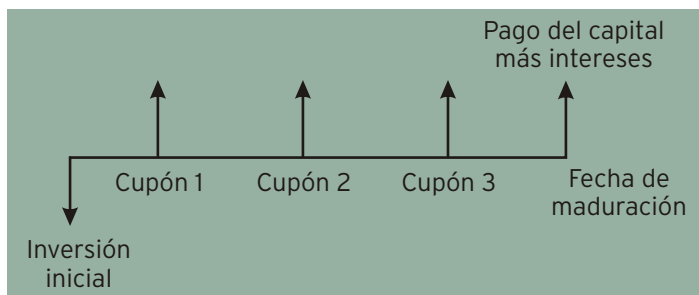 Pago del capital
más intereses
Cupón 1
Cupón 2
Cupón 3
Fecha de
maduración
Inversión
inicial